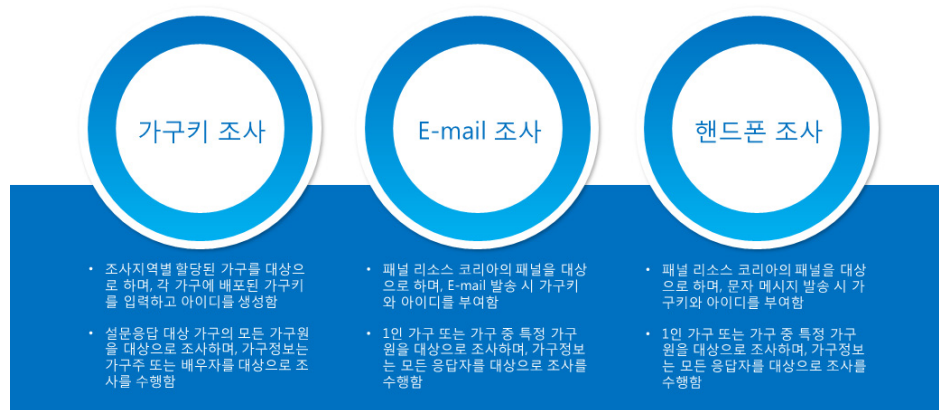 가구키 조사
E-mail 조사
핸드폰 조사
• 조사지역별 할당된 가구를 대상으
로 하며, 각 가구에 배포된 가구키
를 입력하고 아이디를 생성함
• 설문응답 대상 가구의 모든 가구원
을 대상으로 조사하며, 가구정보는
가구주 또는 배우자를 대상으로 조
사를 수행함
• 패널 리소스 코리아의 패널을 대상
으로 하며, E-mail 발송 시 가구키
와 아이디를 부여함
• 1인 가구 또는 가구 중 특정 가구
원을 대상으로 조사하며, 가구정보
는 모든 응답자를 대상으로 조사를
수행함
• 패널 리소스 코리아의 패널을 대상
으로 하며, 문자 메시지 발송 시 가
구키와 아이디를 부여함
• 1인 가구 또는 가구 중 특정 가구
원을 대상으로 조사하며, 가구정보
는 모든 응답자를 대상으로 조사를
수행함